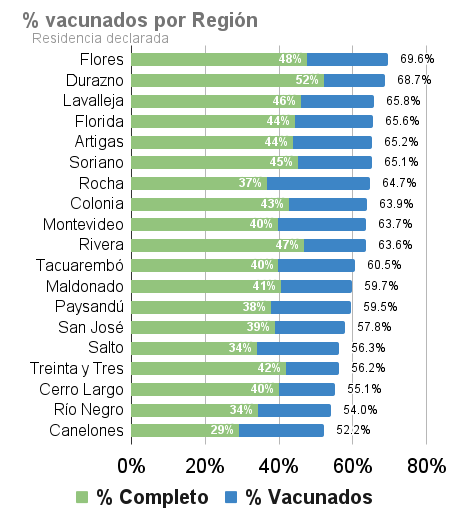 % vacunados por Región
Residencia declarada
Flores 48% 69.6%
Durazno 52% 68.7%
Lavalleja 46% 65.8%
Florida 44% 65.6%
Artigas 44% 65.2%
Soriano 45% 65.1%
Rocha 37% 64.7%
Colonia 43% 63.9%
Montevideo 40% 63.7%
Rivera 47% 63.6%
Tacuarembó 40% 60.5%
Maldonado 41% 59.7%
Paysandú 38% 59.5%
San José 39% 57.8%
Salto 34% 56.3%
Treinta y Tres 42% 56.2%
Cerro Largo 40% 55.1%
Río Negro 34% 54.0%
Canelones 29% 52.2%
0% 20% 40% 60% 80%
% Completo % Vacunados